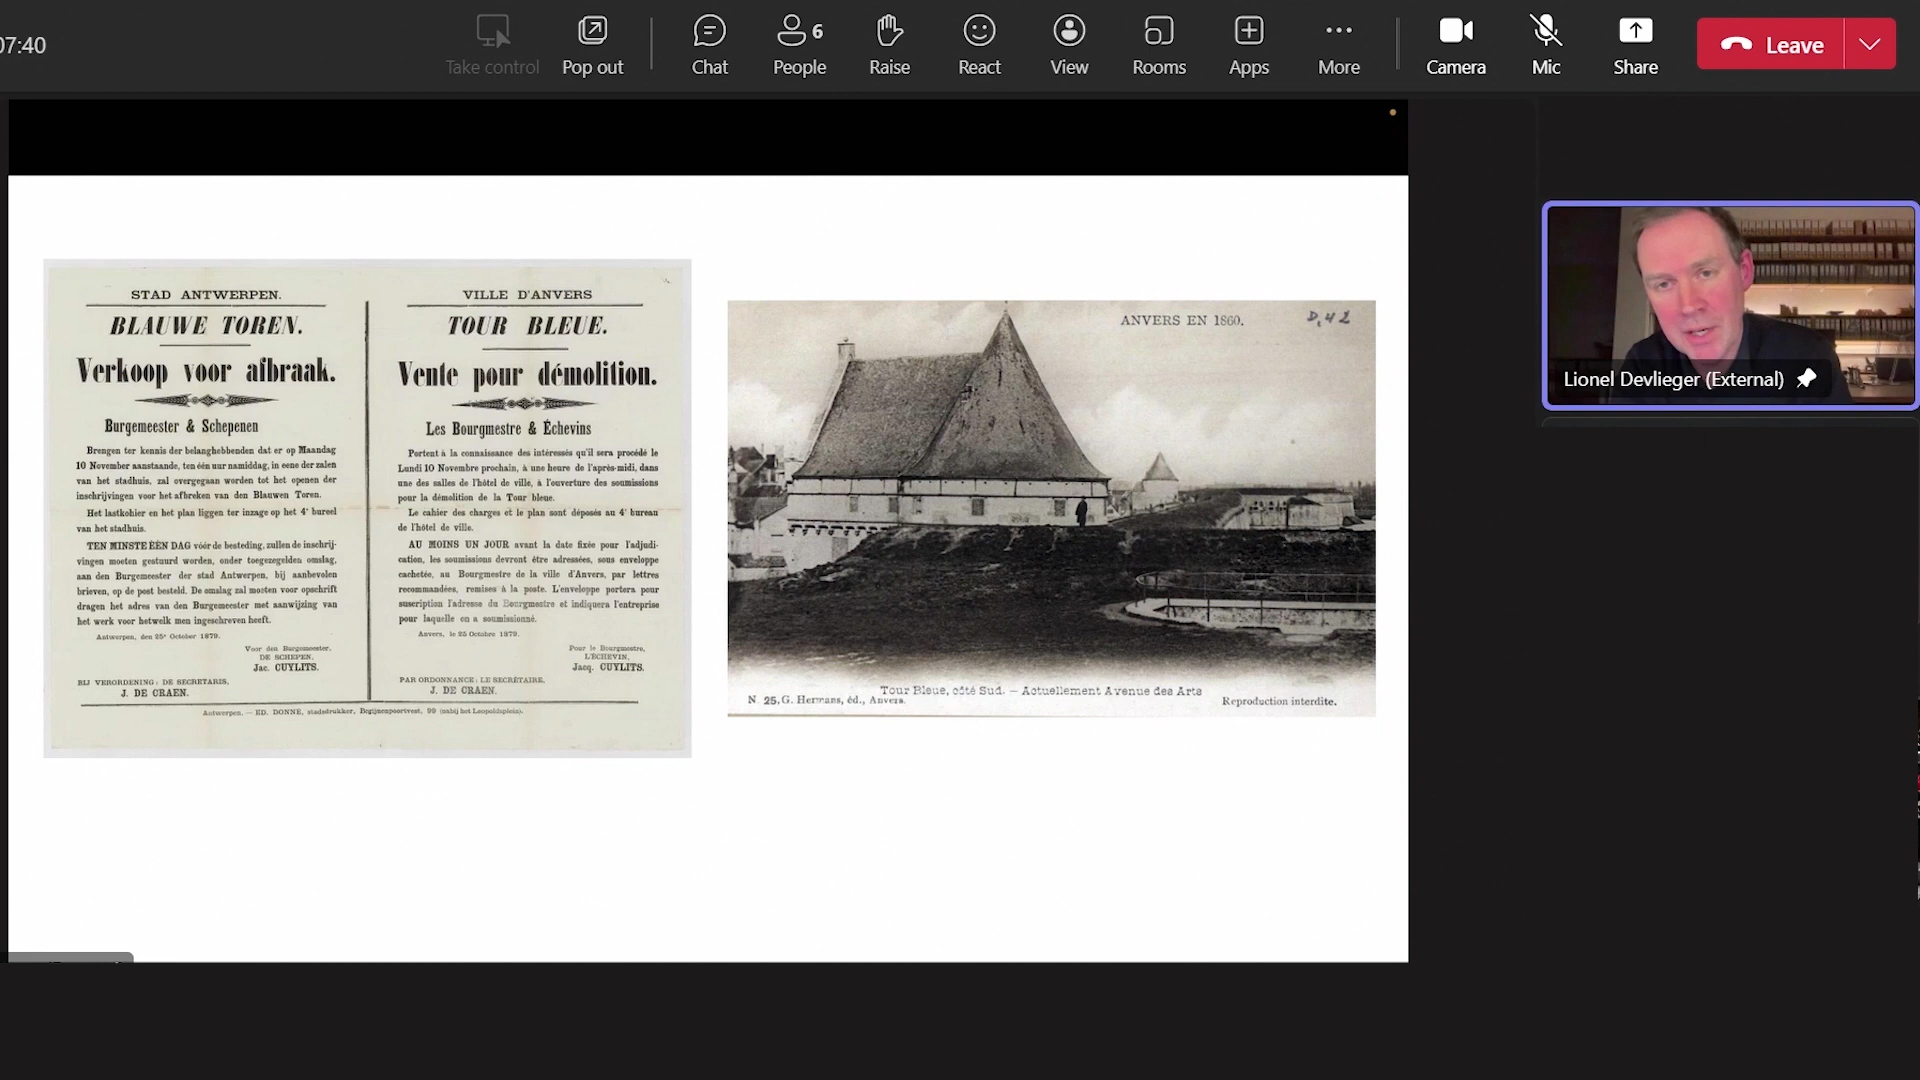 07:40
Take control
Pop out
Chat
6
People
Raise
React
View
Rooms
Apps
More
Camera
Mic
Share
Leave
STAD ANTWERPEN.
BLAUWE TOREN.
Verkoop voor afbraak.
Burgemeester & Schepenen
Brengen ter kennis der belanghebbenden dat er op Maandag
10 November aanstaande, ten één uur namiddag, in eene der zalen
van het stadhuis, zal overgegaan worden tot het openen der
inschrijvingen voor het afbreken van den Blauwen Toren.
Het lastkohier en het plan liggen ter inzage op het 4e bureel
van het stadhuis.
TEN MINSTE ÉÉN DAG vóór de besteding, zullen de inschrij-
vingen moeten gestuurd worden, onder toegezegelden omslag,
aan den Burgemeester der stad Antwerpen, bij aanbevolen
brieven, op de post besteld. De omslag zal moeten voor opschrift
dragen het adres van den Burgemeester met aanwijzing van
het werk voor hetwelk men ingeschreven heeft.
Antwerpen, den 25n October 1879.
Voor den Burgemeester,
DE SCHEPEN,
Jac. CUYLITS.
BIJ VERORDENING: DE SECRETARIS,
J. DE CRAEN.
VILLE D'ANVERS
TOUR BLEUE.
Vente pour démolition.
Les Bourgmestre & Échevins
Portent à la connaissance des intéressés qu'il sera procédé le
Lundi 10 Novembre prochain, à une heure de l'après-midi, dans
une des salles de l'hôtel de ville, à l'ouverture des soumissions
pour la démolition de la Tour bleue.
Le cahier des charges et le plan sont déposés au 4e bureau
de l'hôtel de ville.
AU MOINS UN JOUR avant la date fixée pour l'adjudi-
cation, les soumissions devront être adressées, sous enveloppe
cachetée, au Bourgmestre de la ville d'Anvers, par lettres
recommandées, remises à la poste. L'enveloppe portera pour
suscription l'adresse du Bourgmestre et indiquera l'entreprise
pour laquelle on a soumissionné.
Anvers, le 25 Octobre 1879.
Pour le Bourgmestre,
L'ÉCHEVIN,
Jacq. CUYLITS.
PAR ORDONNANCE: LE SECRÉTAIRE,
J. DE CRAEN.
Antwerpen. — ED. DONNÉ, stadsdrukker, Begijnenpoortvest, 99 (nabij het Leopoldsplein).
ANVERS EN 1860.
D.42
Tour Bleue, côté Sud. — Actuellement Avenue des Arts
N. 25, G. Hermans, éd., Anvers.
Reproduction interdite.
Lionel Devlieger (External)